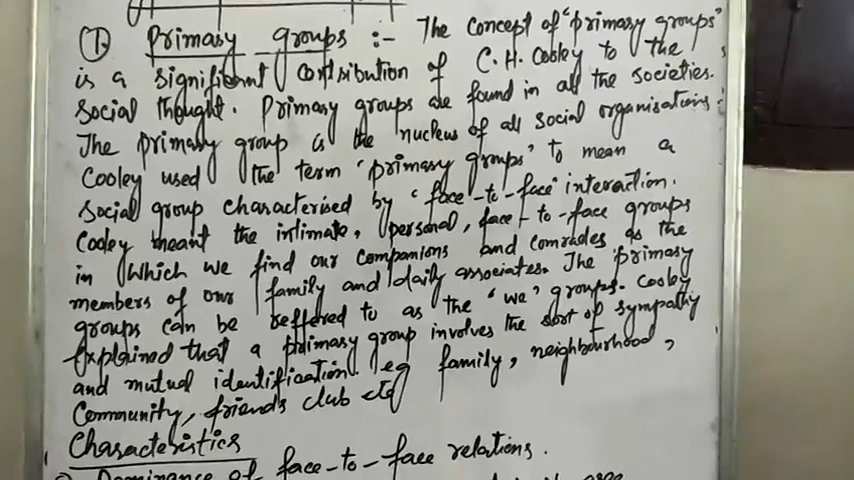 1. Primary groups :- The concept of "primary groups"
is a significant contribution of C.H. Cooley to the
social thought. Primary groups are found in all the societies.
The primary group is the nucleus of all social organisations.
Cooley used the term 'primary groups' to mean a
social group characterised by 'face-to-face' interaction.
Cooley meant the intimate, personal, face-to-face groups
in which we find our companions and comrades as the
members of our family and daily associates. The primary
groups can be reffered to as the 'we' groups. Cooley
explained that a primary group involves the sort of sympathy
and mutual identification. eg family, neighbourhood,
Community, friends club etc
Characteristics
Dominance of face-to-face relations.